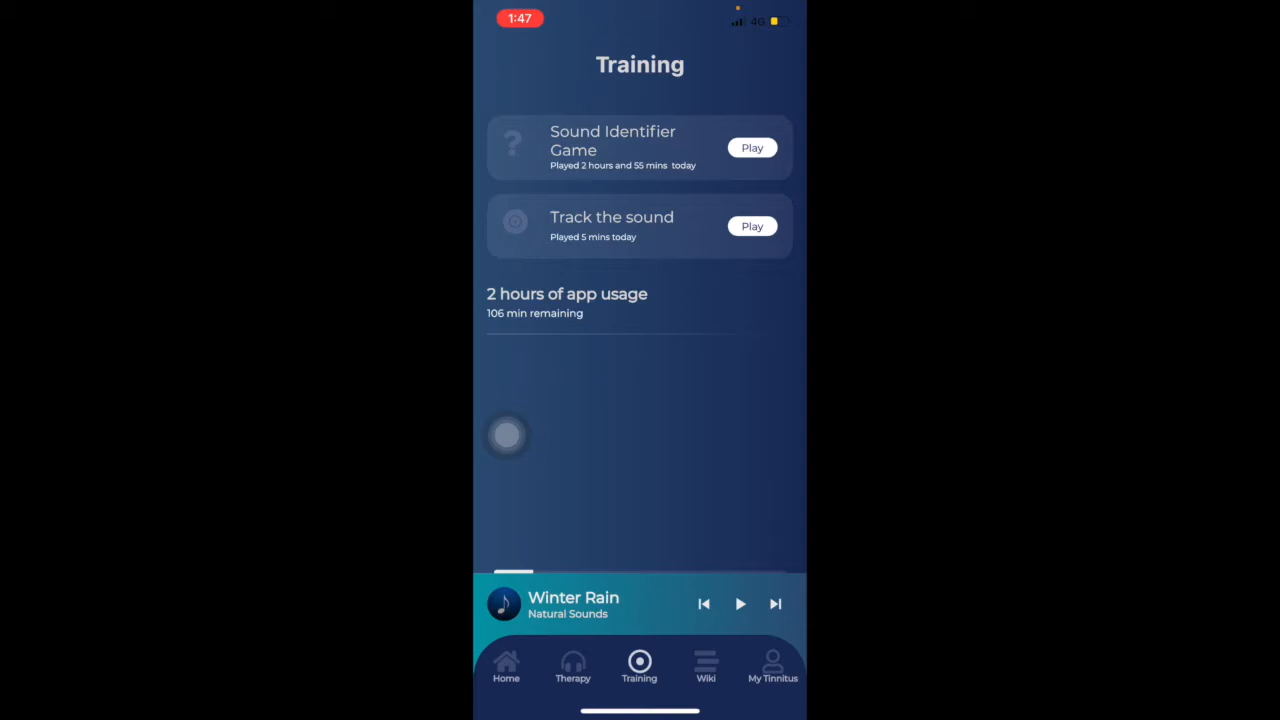 1:47
4G
Training
?
Sound Identifier
Game
Played 2 hours and 55 mins today
Play
Track the sound
Played 5 mins today
Play
2 hours of app usage
106 min remaining
Winter Rain
Natural Sounds
Home
Therapy
Training
Wiki
My Tinnitus